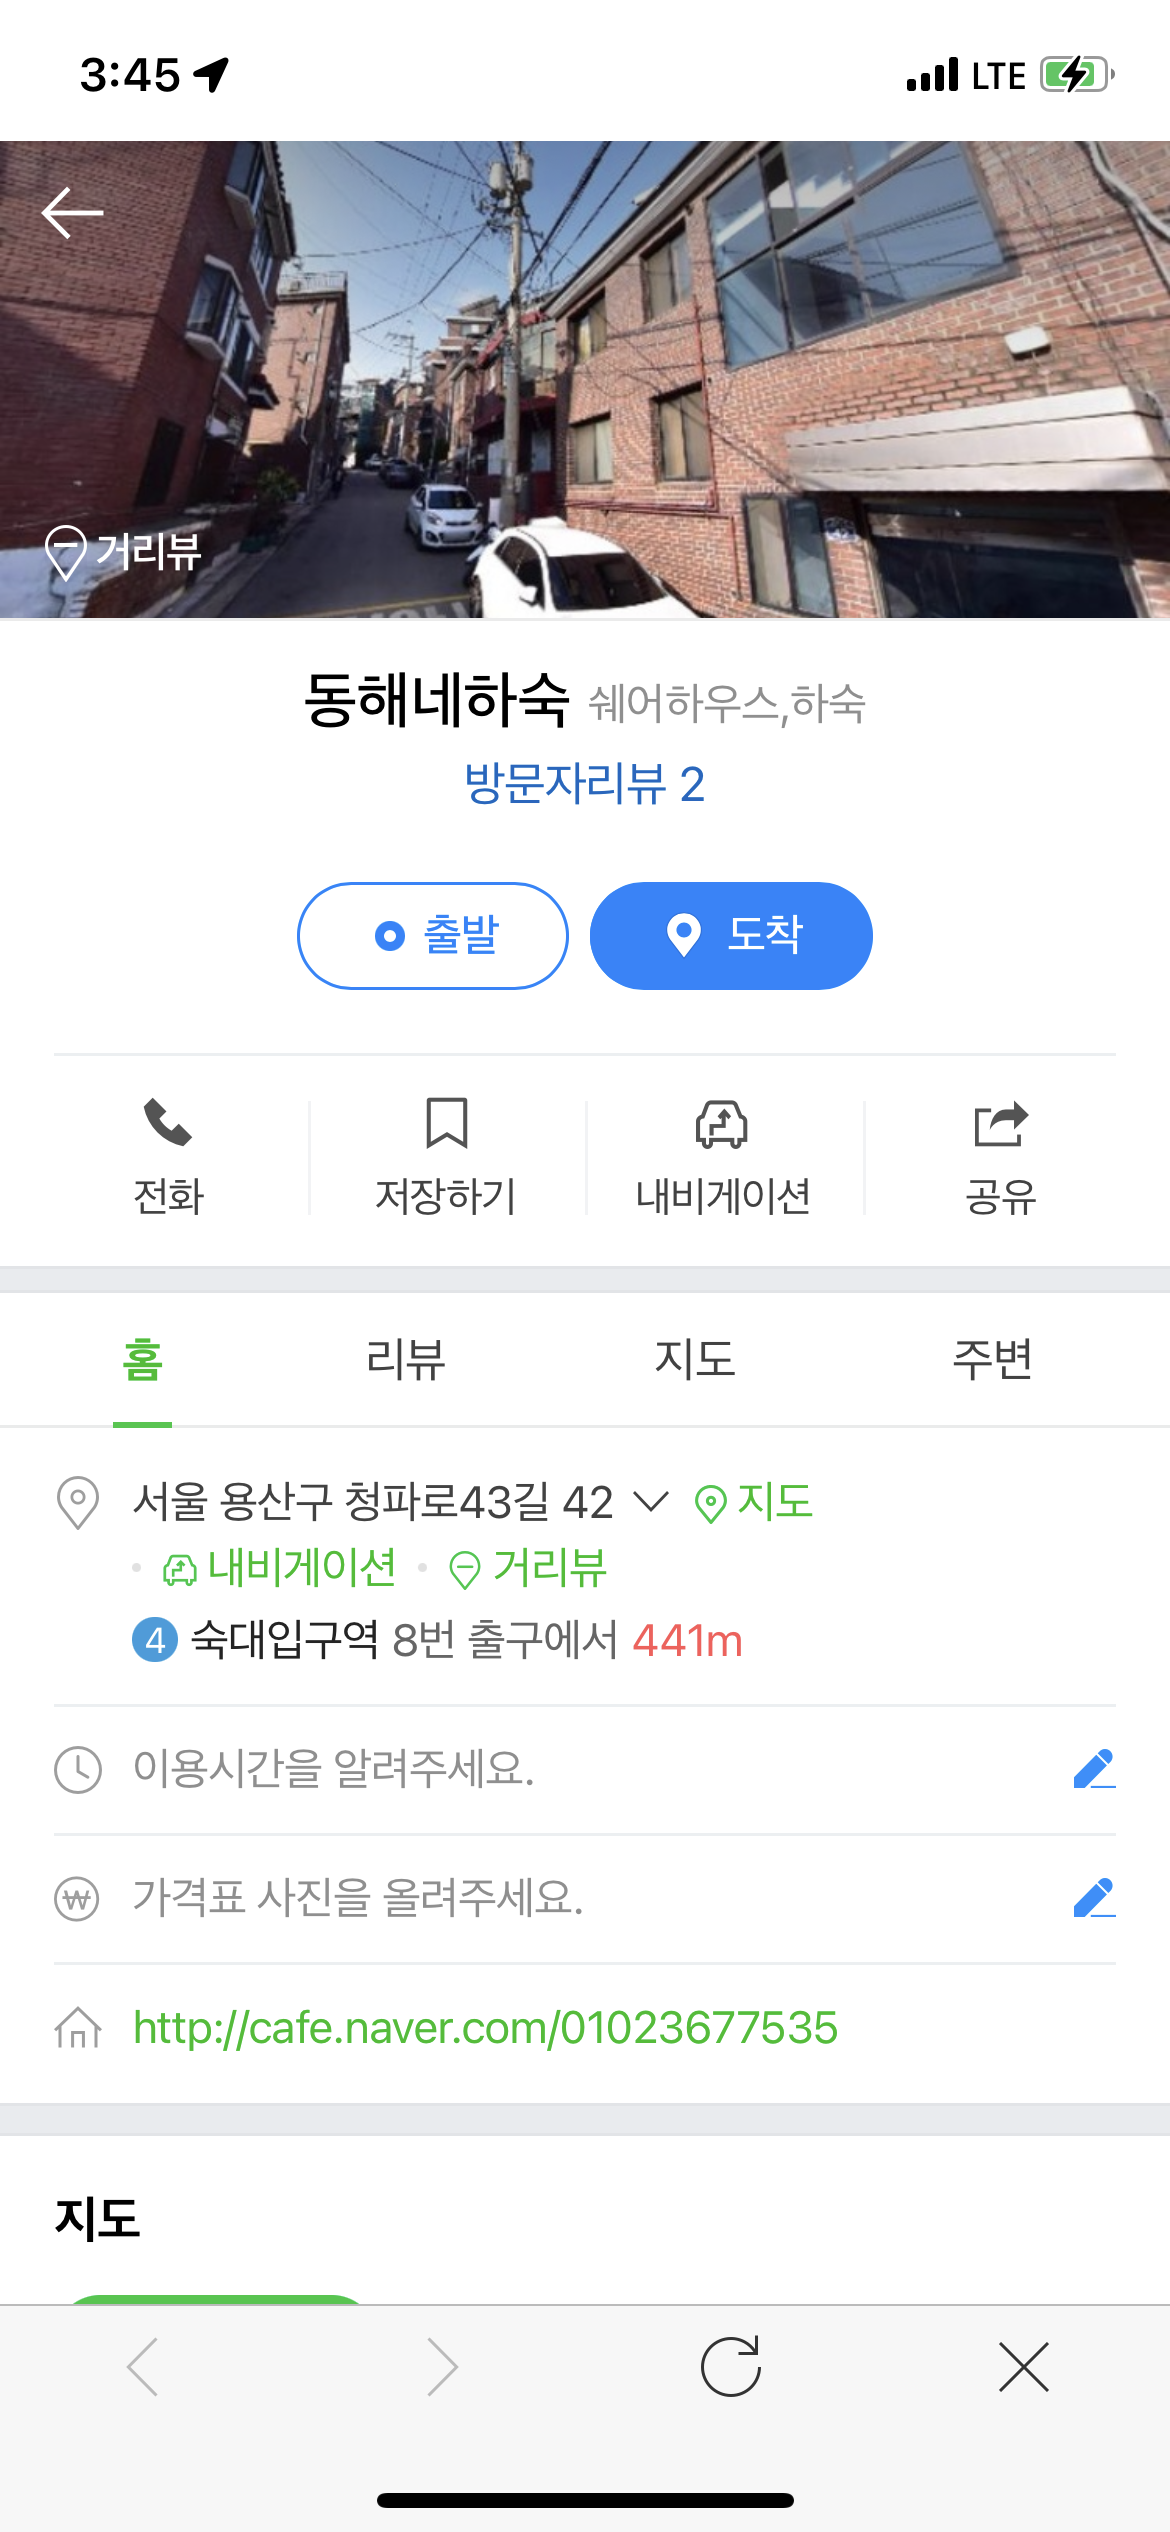 3:45
LTE
거리뷰
동해네하숙 쉐어하우스,하숙
방문자리뷰 2
출발 도착
전화 저장하기 내비게이션 공유
홈 리뷰 지도 주변
서울 용산구 청파로43길 42 지도
· 내비게이션 · 거리뷰
4 숙대입구역 8번 출구에서 441m
이용시간을 알려주세요.
₩ 가격표 사진을 올려주세요.
http://cafe.naver.com/01023677535
지도